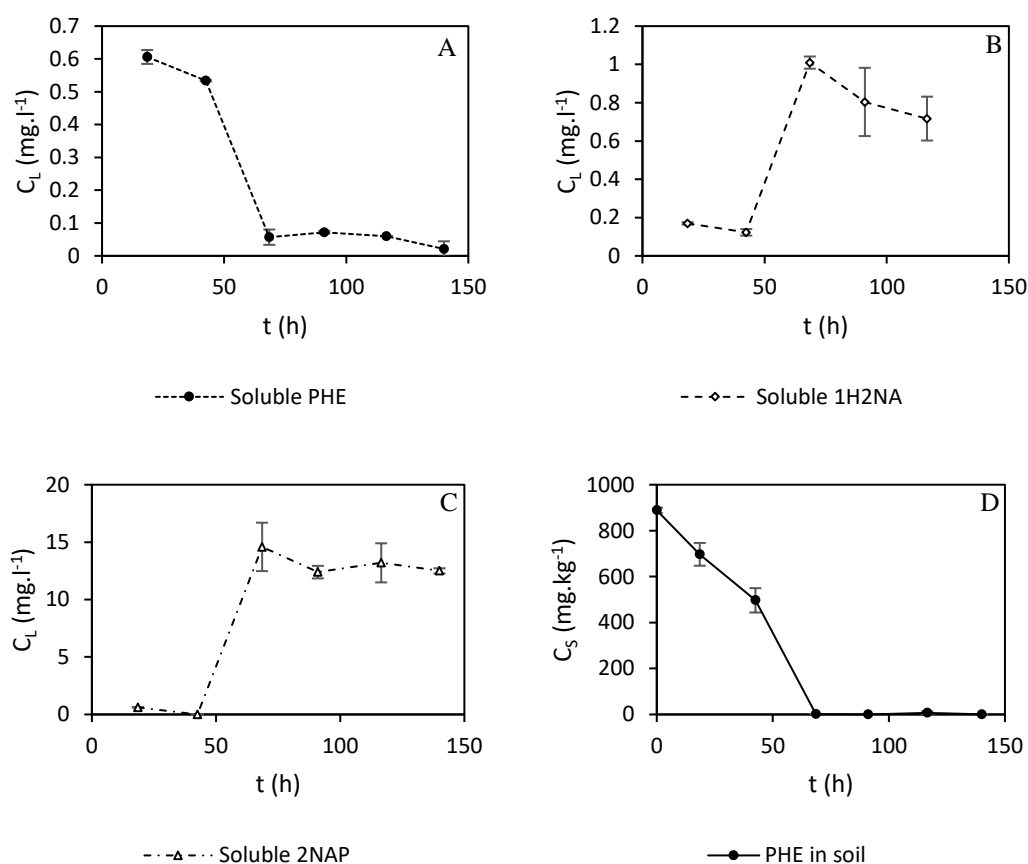 A
C_L (mg.l⁻¹)
0.7
0.6
0.5
0.4
0.3
0.2
0.1
0
0 50 100 150
t (h)
Soluble PHE
B
C_L (mg.l⁻¹)
1.2
1
0.8
0.6
0.4
0.2
0
0 50 100 150
t (h)
Soluble 1H2NA
C
C_L (mg.l⁻¹)
20
15
10
5
0
0 50 100 150
t (h)
Soluble 2NAP
D
C_S (mg.kg⁻¹)
1000
800
600
400
200
0
0 50 100 150
t (h)
PHE in soil